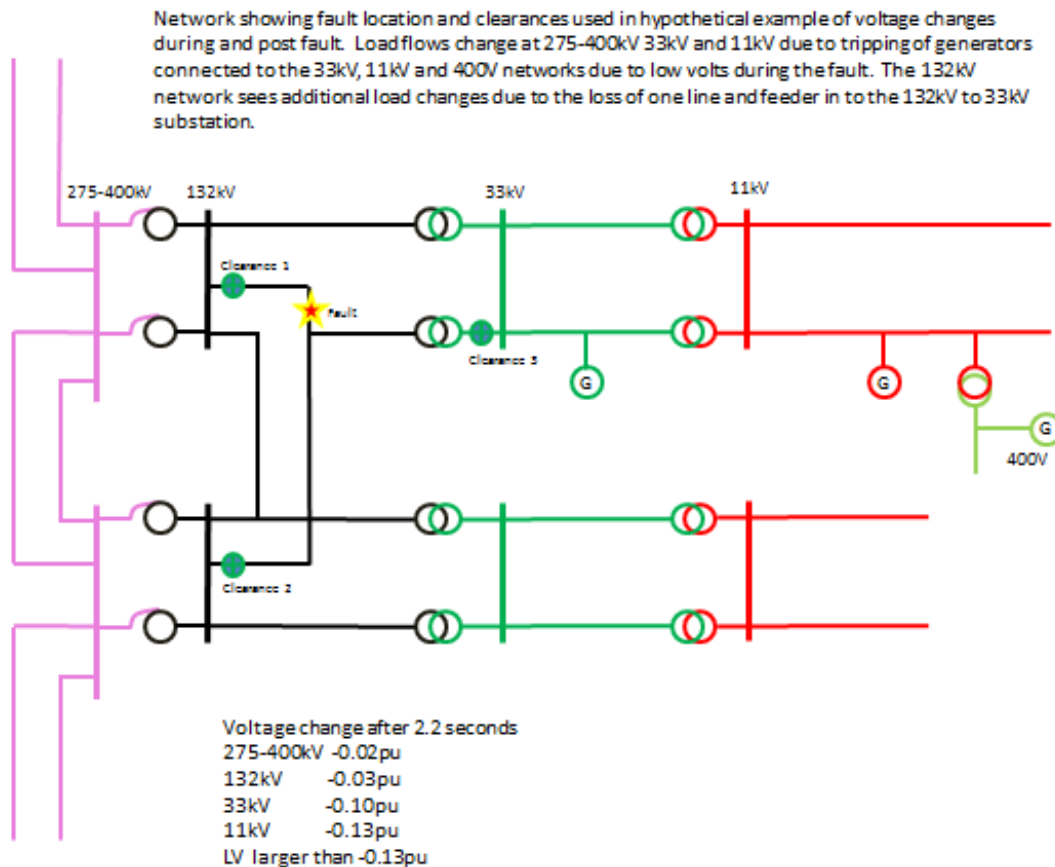 Network showing fault location and clearances used in hypothetical example of voltage changes
during and post fault. Load flows change at 275-400kV 33kV and 11kV due to tripping of generators
connected to the 33kV, 11kV and 400V networks due to low volts during the fault. The 132kV
network sees additional load changes due to the loss of one line and feeder in to the 132kV to 33kV
substation.
275-400kV 132kV 33kV 11kV
Clearance 1
Fault
Clearance 3
G
G
G
400V
Clearance 2
Voltage change after 2.2 seconds
275-400kV -0.02pu
132kV -0.03pu
33kV -0.10pu
11kV -0.13pu
LV larger than -0.13pu